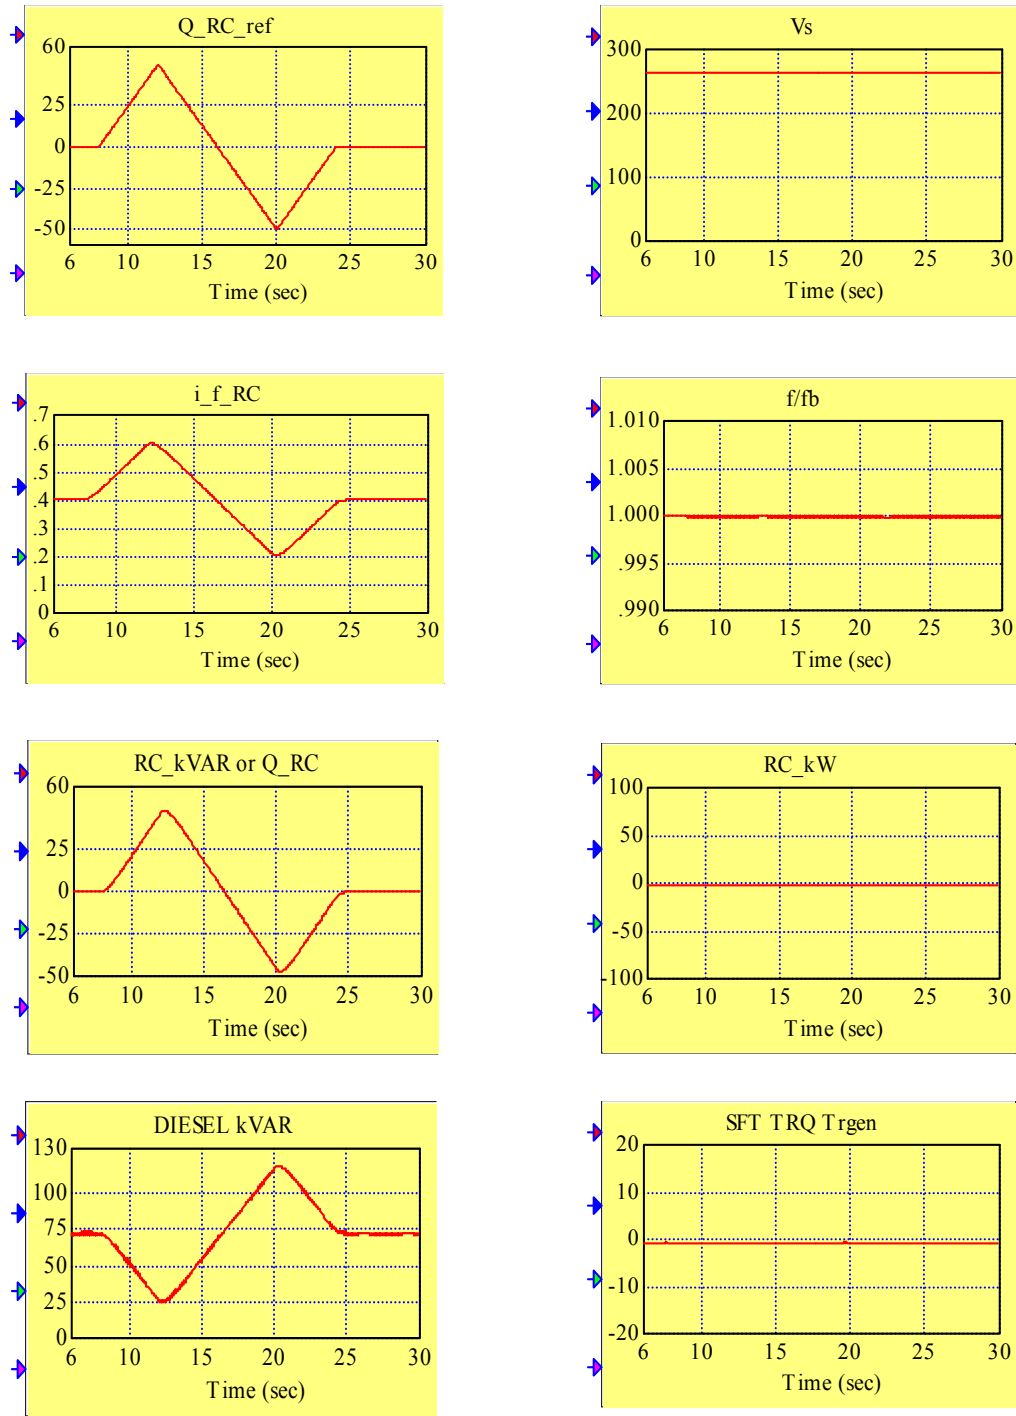 Q_RC_ref
60
25
0
-25
-50
6 10 15 20 25 30
Time (sec)
Vs
300
200
100
0
6 10 15 20 25 30
Time (sec)
i_f_RC
.7
.6
.5
.4
.3
.2
.1
0
6 10 15 20 25 30
Time (sec)
f/fb
1.010
1.005
1.000
.995
.990
6 10 15 20 25 30
Time (sec)
RC_kVAR or Q_RC
60
25
0
-25
-50
6 10 15 20 25 30
Time (sec)
RC_kW
100
50
0
-50
-100
6 10 15 20 25 30
Time (sec)
DIESEL kVAR
130
100
75
50
25
0
6 10 15 20 25 30
Time (sec)
SFT TRQ Trgen
20
10
0
-10
-20
6 10 15 20 25 30
Time (sec)